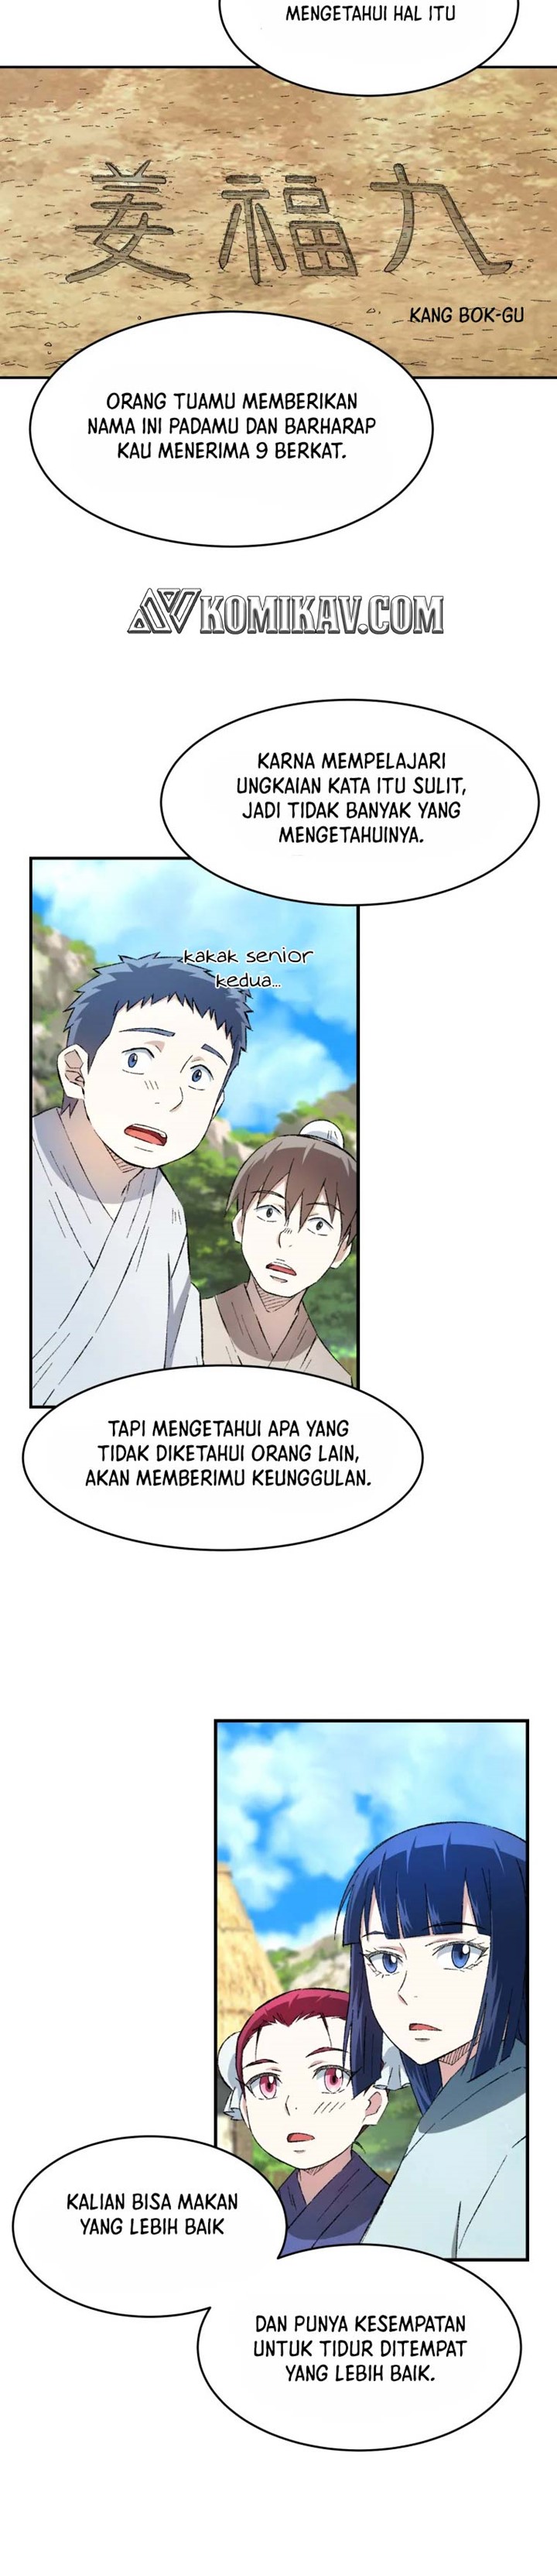 MENGETAHUI HAL ITU
姜福九
KANG BOK-GU
ORANG TUAMU MEMBERIKAN
NAMA INI PADAMU DAN BARHARAP
KAU MENERIMA 9 BERKAT.
KOMIKAV.COM
KARNA MEMPELAJARI
UNGKAIAN KATA ITU SULIT,
JADI TIDAK BANYAK YANG
MENGETAHUINYA.
kakak senior
kedua...
TAPI MENGETAHUI APA YANG
TIDAK DIKETAHUI ORANG LAIN,
AKAN MEMBERIMU KEUNGGULAN.
KALIAN BISA MAKAN
YANG LEBIH BAIK
DAN PUNYA KESEMPATAN
UNTUK TIDUR DITEMPAT
YANG LEBIH BAIK.